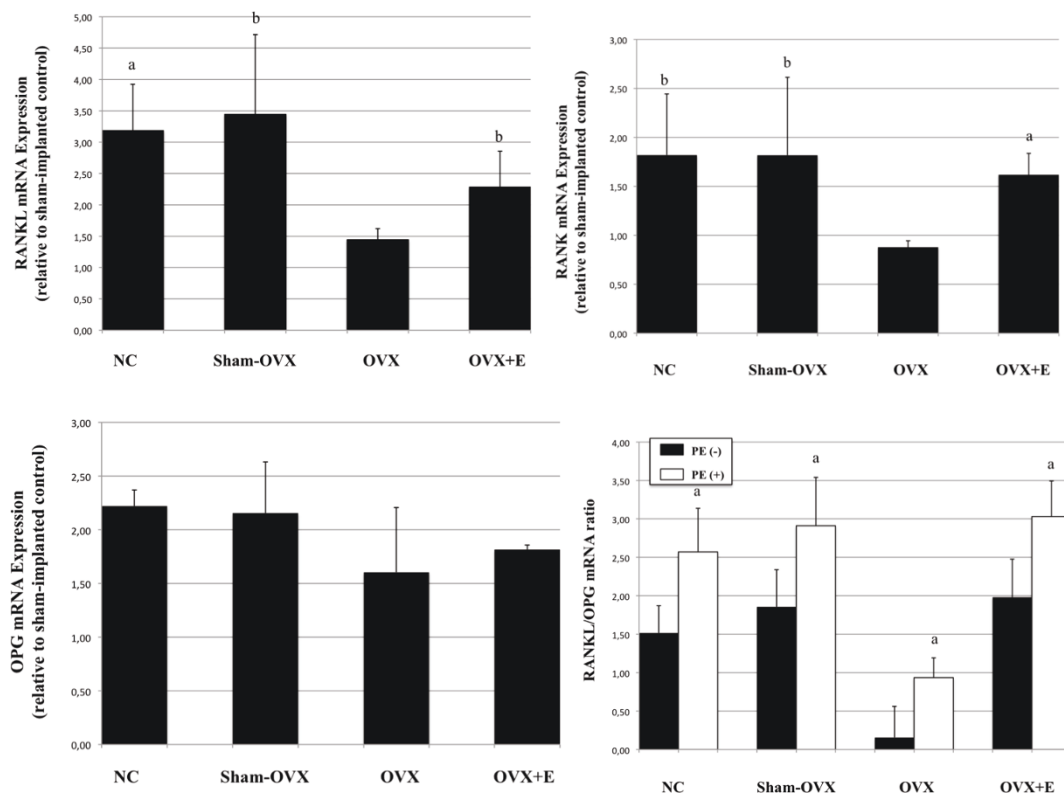 RANKL mRNA Expression
(relative to sham-implanted control)
5,00
4,50
4,00
3,50
3,00
2,50
2,00
1,50
1,00
0,50
0,00
a
b
b
NC Sham-OVX OVX OVX+E
RANK mRNA Expression
(relative to sham-implanted control)
3,00
2,50
2,00
1,50
1,00
0,50
0,00
b
b
a
NC Sham-OVX OVX OVX+E
OPG mRNA Expression
(relative to sham-implanted control)
3,00
2,50
2,00
1,50
1,00
0,50
0,00
NC Sham-OVX OVX OVX+E
RANKL/OPG mRNA ratio
4,00
3,50
3,00
2,50
2,00
1,50
1,00
0,50
0,00
PE (-)
PE (+)
a
a
a
a
NC Sham-OVX OVX OVX+E